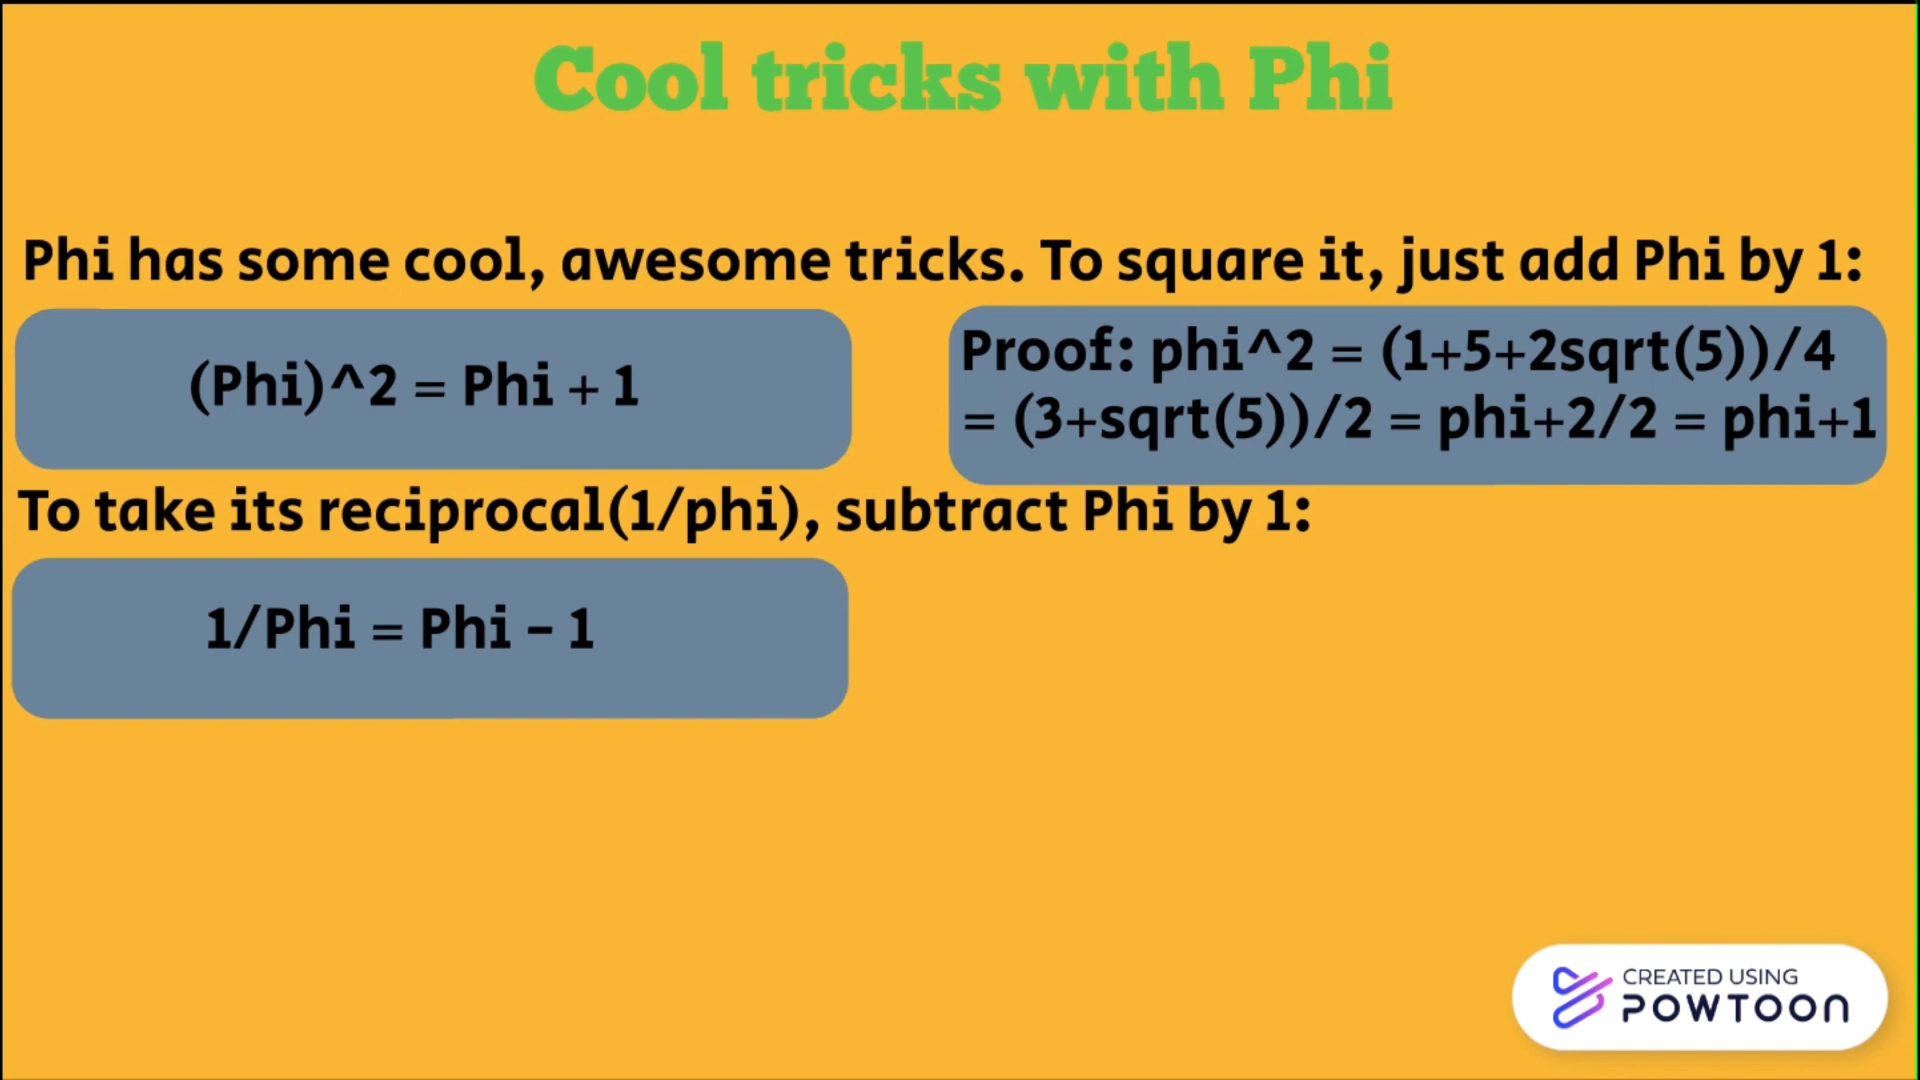 Cool tricks with Phi
Phi has some cool, awesome tricks. To square it, just add Phi by 1:
(Phi)^2 = Phi + 1
Proof: phi^2 = (1+5+2sqrt(5))/4
= (3+sqrt(5))/2 = phi+2/2 = phi+1
To take its reciprocal(1/phi), subtract Phi by 1:
1/Phi = Phi – 1
CREATED USING
POWTOON